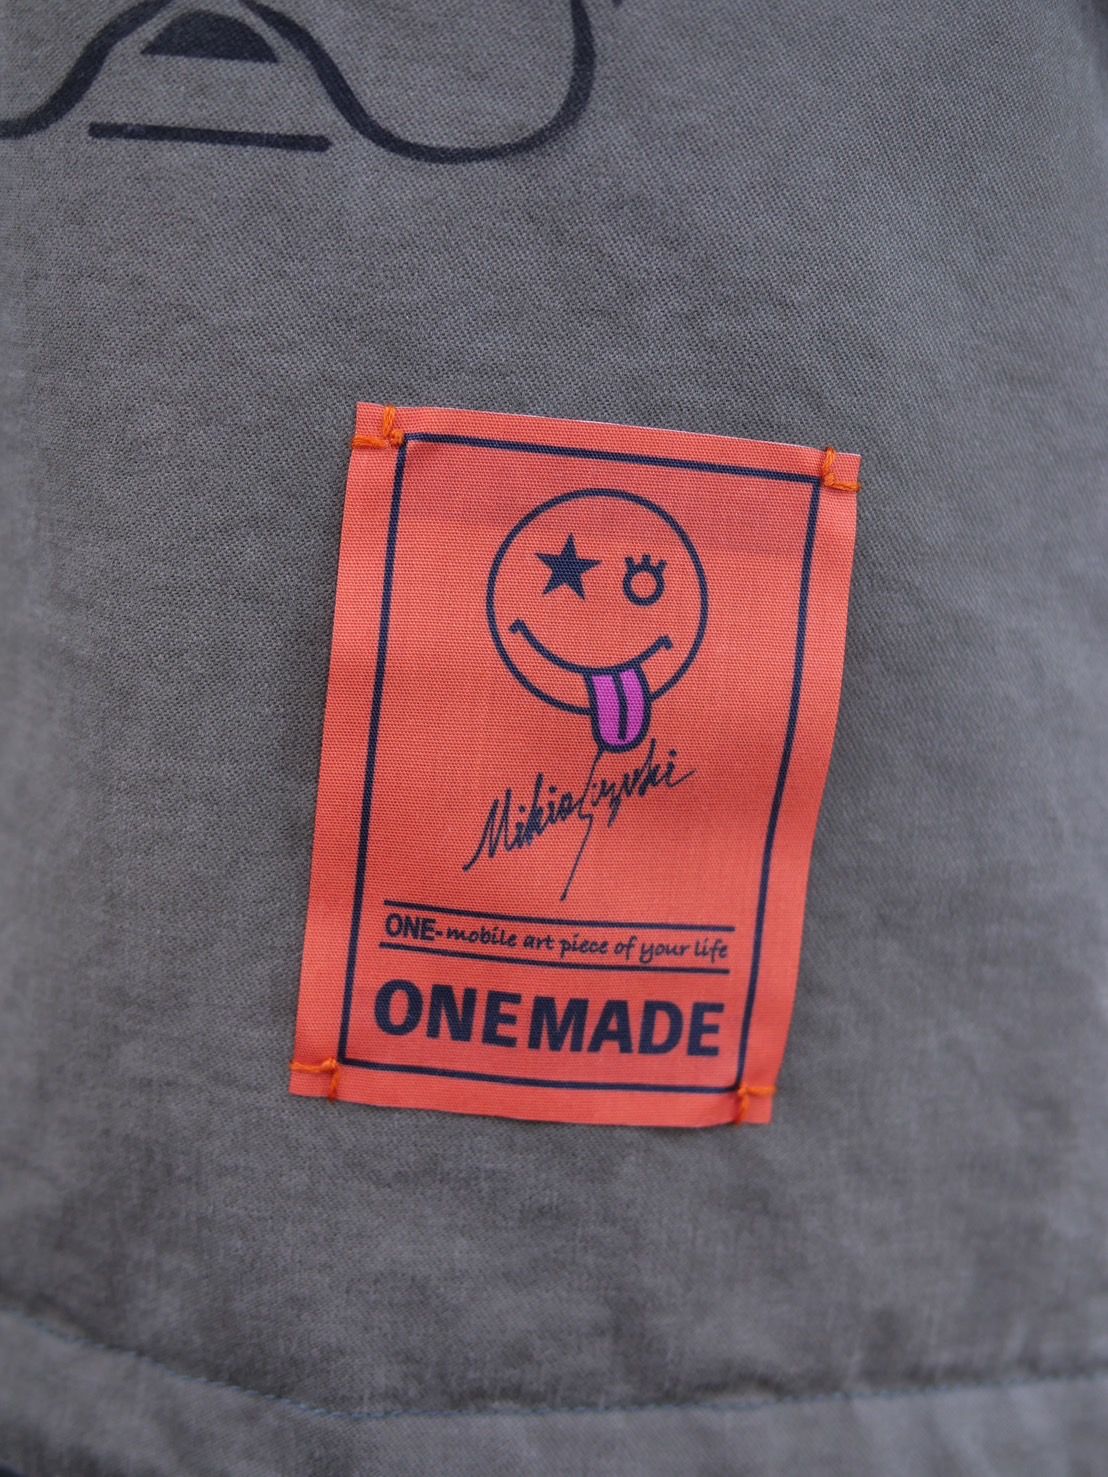 Mikio Suzuki
ONE-mobile art piece of your life
ONEMADE